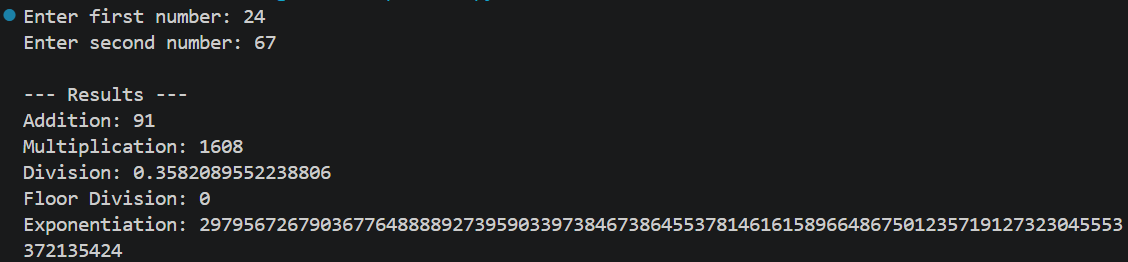 Enter first number: 24
Enter second number: 67
--- Results ---
Addition: 91
Multiplication: 1608
Division: 0.3582089552238806
Floor Division: 0
Exponentiation: 297956726790367764888892739590339738467386455378146161589664867501235719127323045553
372135424